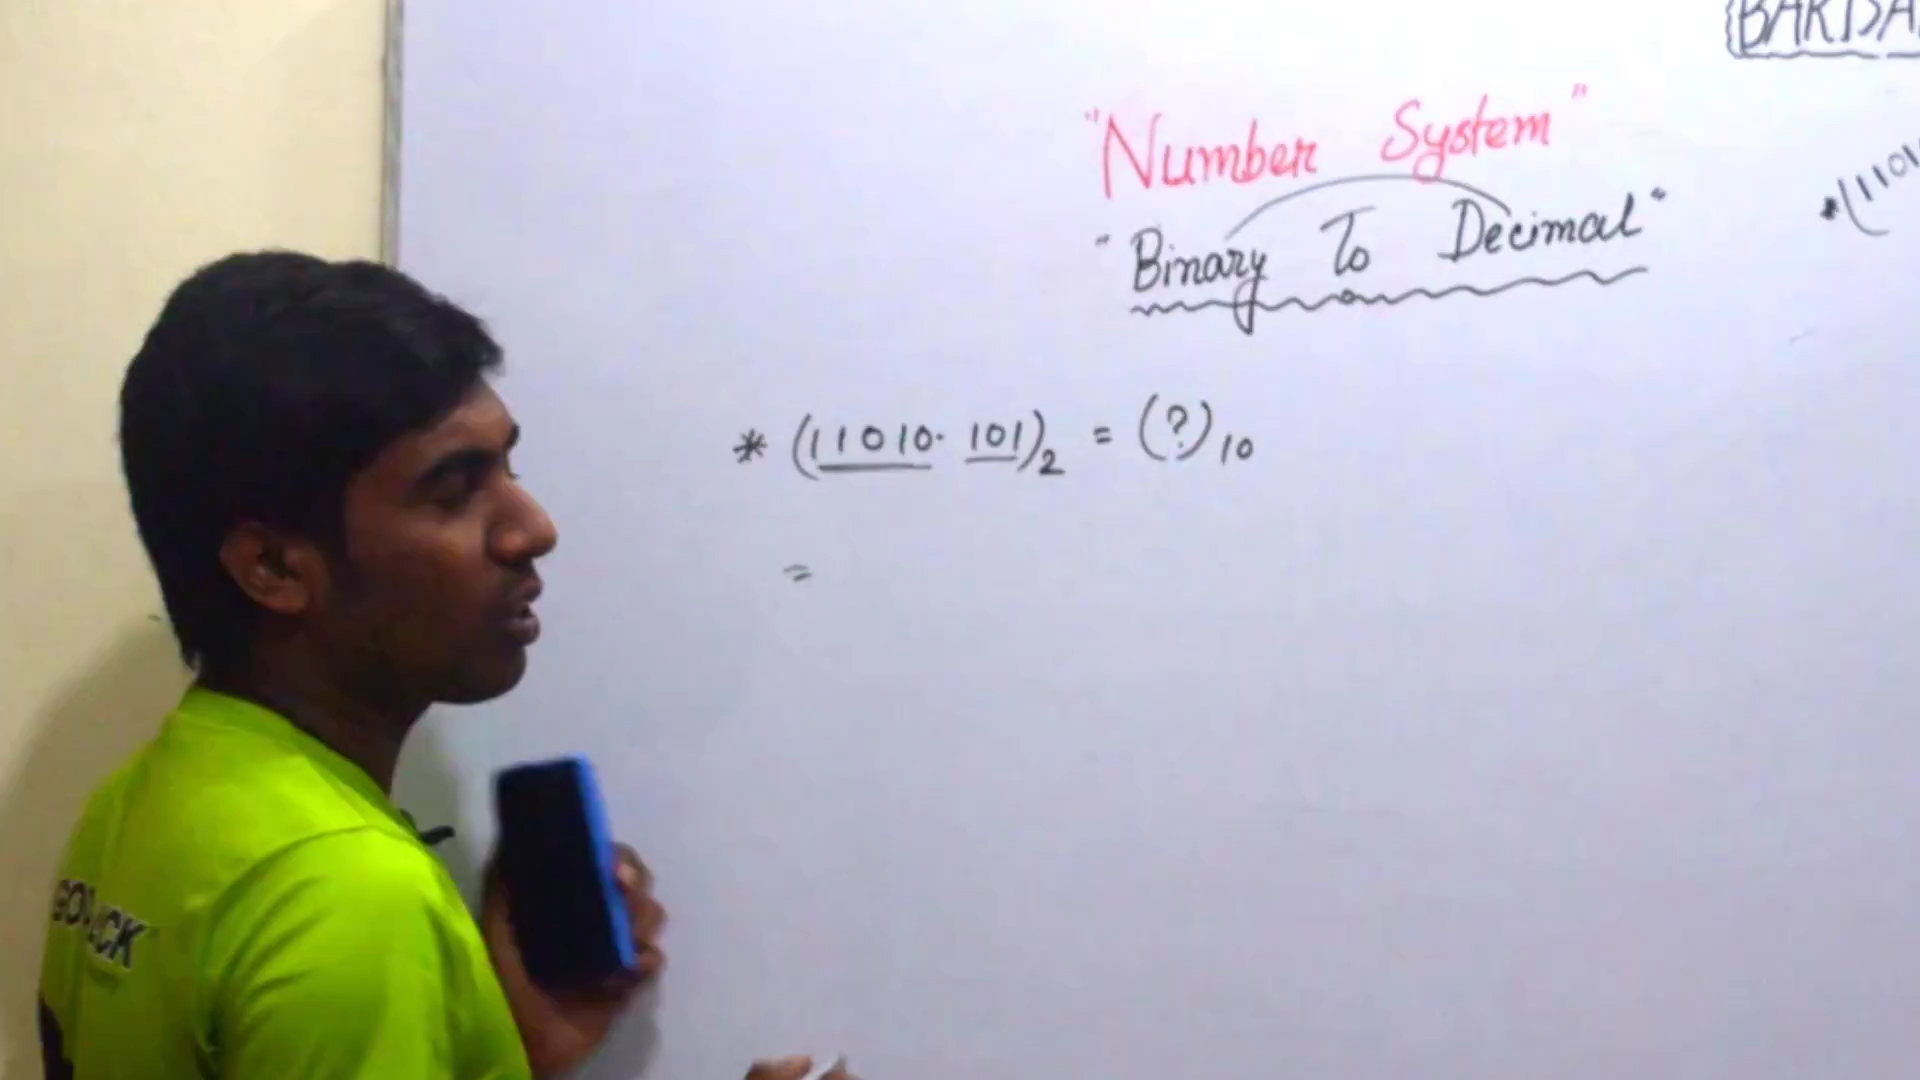 "Number System"
"Binary To Decimal"
* (11010. 101)₂ = (?)₁₀
=